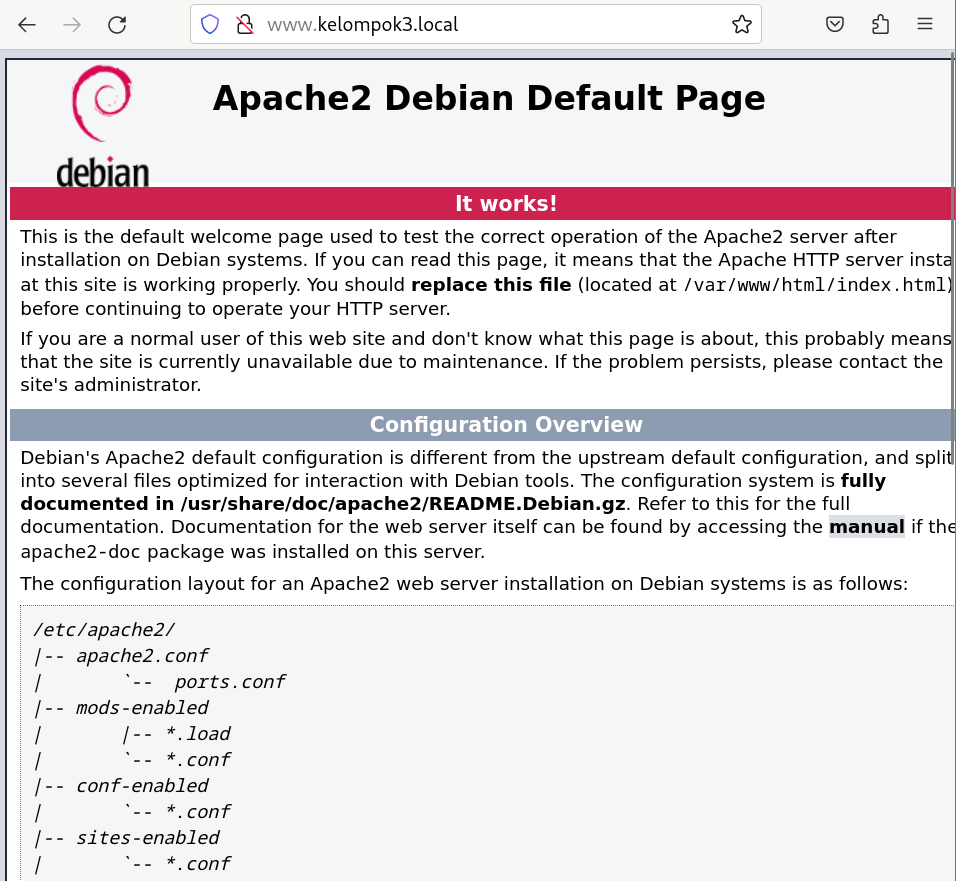 www.kelompok3.local
debian
Apache2 Debian Default Page
It works!
This is the default welcome page used to test the correct operation of the Apache2 server after
installation on Debian systems. If you can read this page, it means that the Apache HTTP server insta
at this site is working properly. You should replace this file (located at /var/www/html/index.html)
before continuing to operate your HTTP server.
If you are a normal user of this web site and don't know what this page is about, this probably means
that the site is currently unavailable due to maintenance. If the problem persists, please contact the
site's administrator.
Configuration Overview
Debian's Apache2 default configuration is different from the upstream default configuration, and split
into several files optimized for interaction with Debian tools. The configuration system is fully
documented in /usr/share/doc/apache2/README.Debian.gz. Refer to this for the full
documentation. Documentation for the web server itself can be found by accessing the manual if the
apache2-doc package was installed on this server.
The configuration layout for an Apache2 web server installation on Debian systems is as follows:
/etc/apache2/
|-- apache2.conf
|       `--  ports.conf
|-- mods-enabled
|       |-- *.load
|       `-- *.conf
|-- conf-enabled
|       `-- *.conf
|-- sites-enabled
|       `-- *.conf